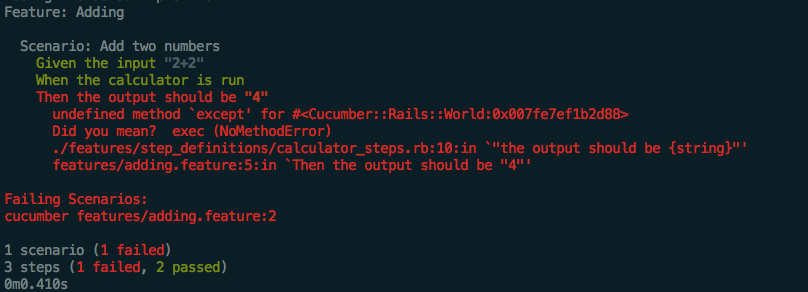 Feature: Adding
Scenario: Add two numbers
Given the input "2+2"
When the calculator is run
Then the output should be "4"
undefined method `except' for #<Cucumber::Rails::World:0x007fe7ef1b2d88>
Did you mean?  exec (NoMethodError)
./features/step_definitions/calculator_steps.rb:10:in `"the output should be {string}"'
features/adding.feature:5:in `Then the output should be "4"'
Failing Scenarios:
cucumber features/adding.feature:2
1 scenario (1 failed)
3 steps (1 failed, 2 passed)
0m0.410s